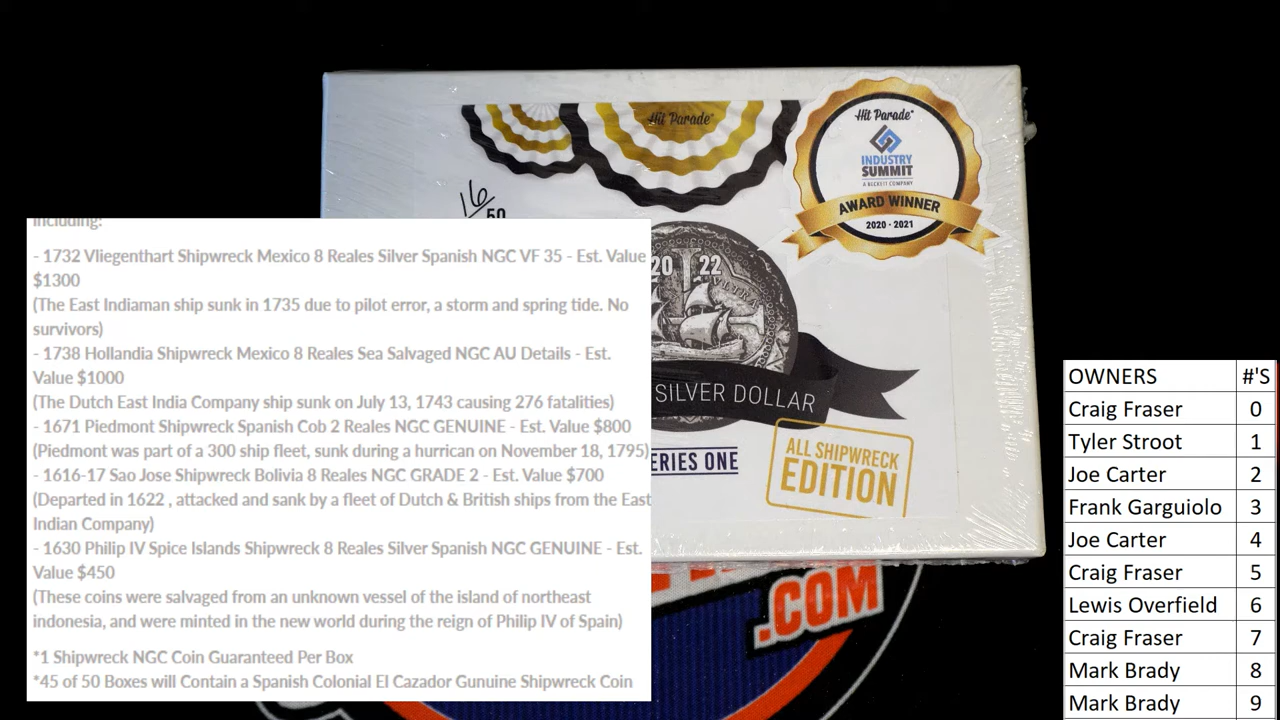 Hit Parade®
Hit Parade®
INDUSTRY
SUMMIT
A BECKETT COMPANY
AWARD WINNER
2020 - 2021
16/50
2022
SILVER DOLLAR
ERIES ONE
ALL SHIPWRECK
EDITION
.COM
including:
- 1732 Vliegenthart Shipwreck Mexico 8 Reales Silver Spanish NGC VF 35 - Est. Value
$1300
(The East Indiaman ship sunk in 1735 due to pilot error, a storm and spring tide. No
survivors)
- 1738 Hollandia Shipwreck Mexico 8 Reales Sea Salvaged NGC AU Details - Est.
Value $1000
(The Dutch East India Company ship sank on July 13, 1743 causing 276 fatalities)
- 1671 Piedmont Shipwreck Spanish Cob 2 Reales NGC GENUINE - Est. Value $800
(Piedmont was part of a 300 ship fleet, sunk during a hurrican on November 18, 1795)
- 1616-17 Sao Jose Shipwreck Bolivia 8 Reales NGC GRADE 2 - Est. Value $700
(Departed in 1622 , attacked and sank by a fleet of Dutch & British ships from the East
Indian Company)
- 1630 Philip IV Spice Islands Shipwreck 8 Reales Silver Spanish NGC GENUINE - Est.
Value $450
(These coins were salvaged from an unknown vessel of the island of northeast
indonesia, and were minted in the new world during the reign of Philip IV of Spain)
*1 Shipwreck NGC Coin Guaranteed Per Box
*45 of 50 Boxes will Contain a Spanish Colonial El Cazador Gunuine Shipwreck Coin
OWNERS #'S
Craig Fraser 0
Tyler Stroot 1
Joe Carter 2
Frank Garguiolo 3
Joe Carter 4
Craig Fraser 5
Lewis Overfield 6
Craig Fraser 7
Mark Brady 8
Mark Brady 9